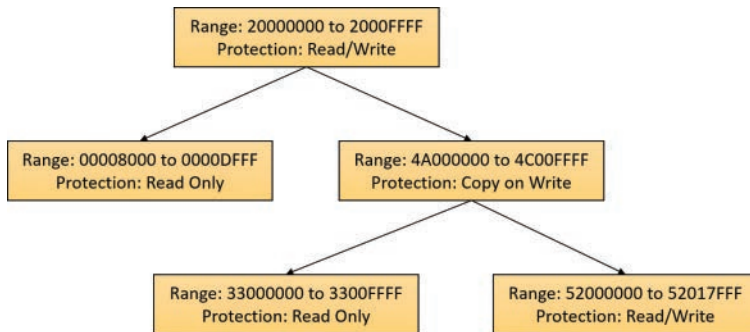 Range: 20000000 to 2000FFFF
Protection: Read/Write
Range: 00008000 to 0000DFFF
Protection: Read Only
Range: 4A000000 to 4C00FFFF
Protection: Copy on Write
Range: 33000000 to 3300FFFF
Protection: Read Only
Range: 52000000 to 52017FFF
Protection: Read/Write